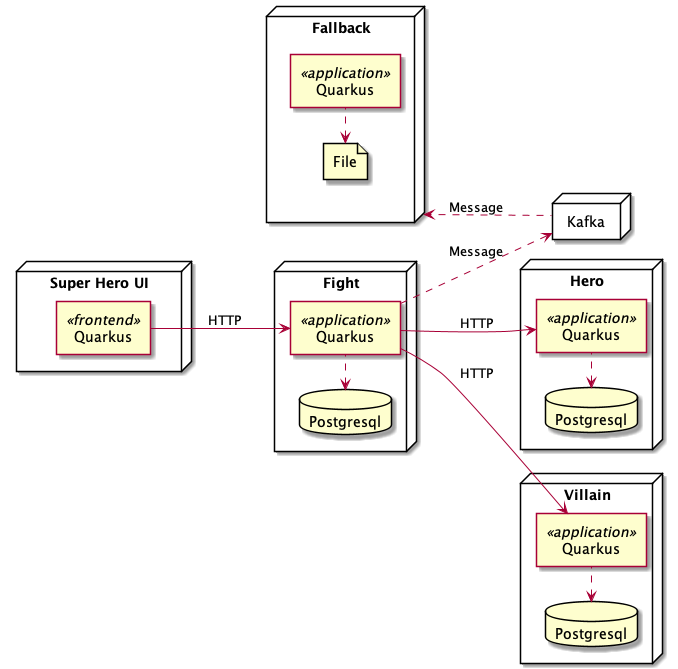 Fallback
«application»
Quarkus
File
Message
Kafka
Message
Super Hero UI
«frontend»
Quarkus
HTTP
Fight
«application»
Quarkus
Postgresql
HTTP
HTTP
Hero
«application»
Quarkus
Postgresql
Villain
«application»
Quarkus
Postgresql